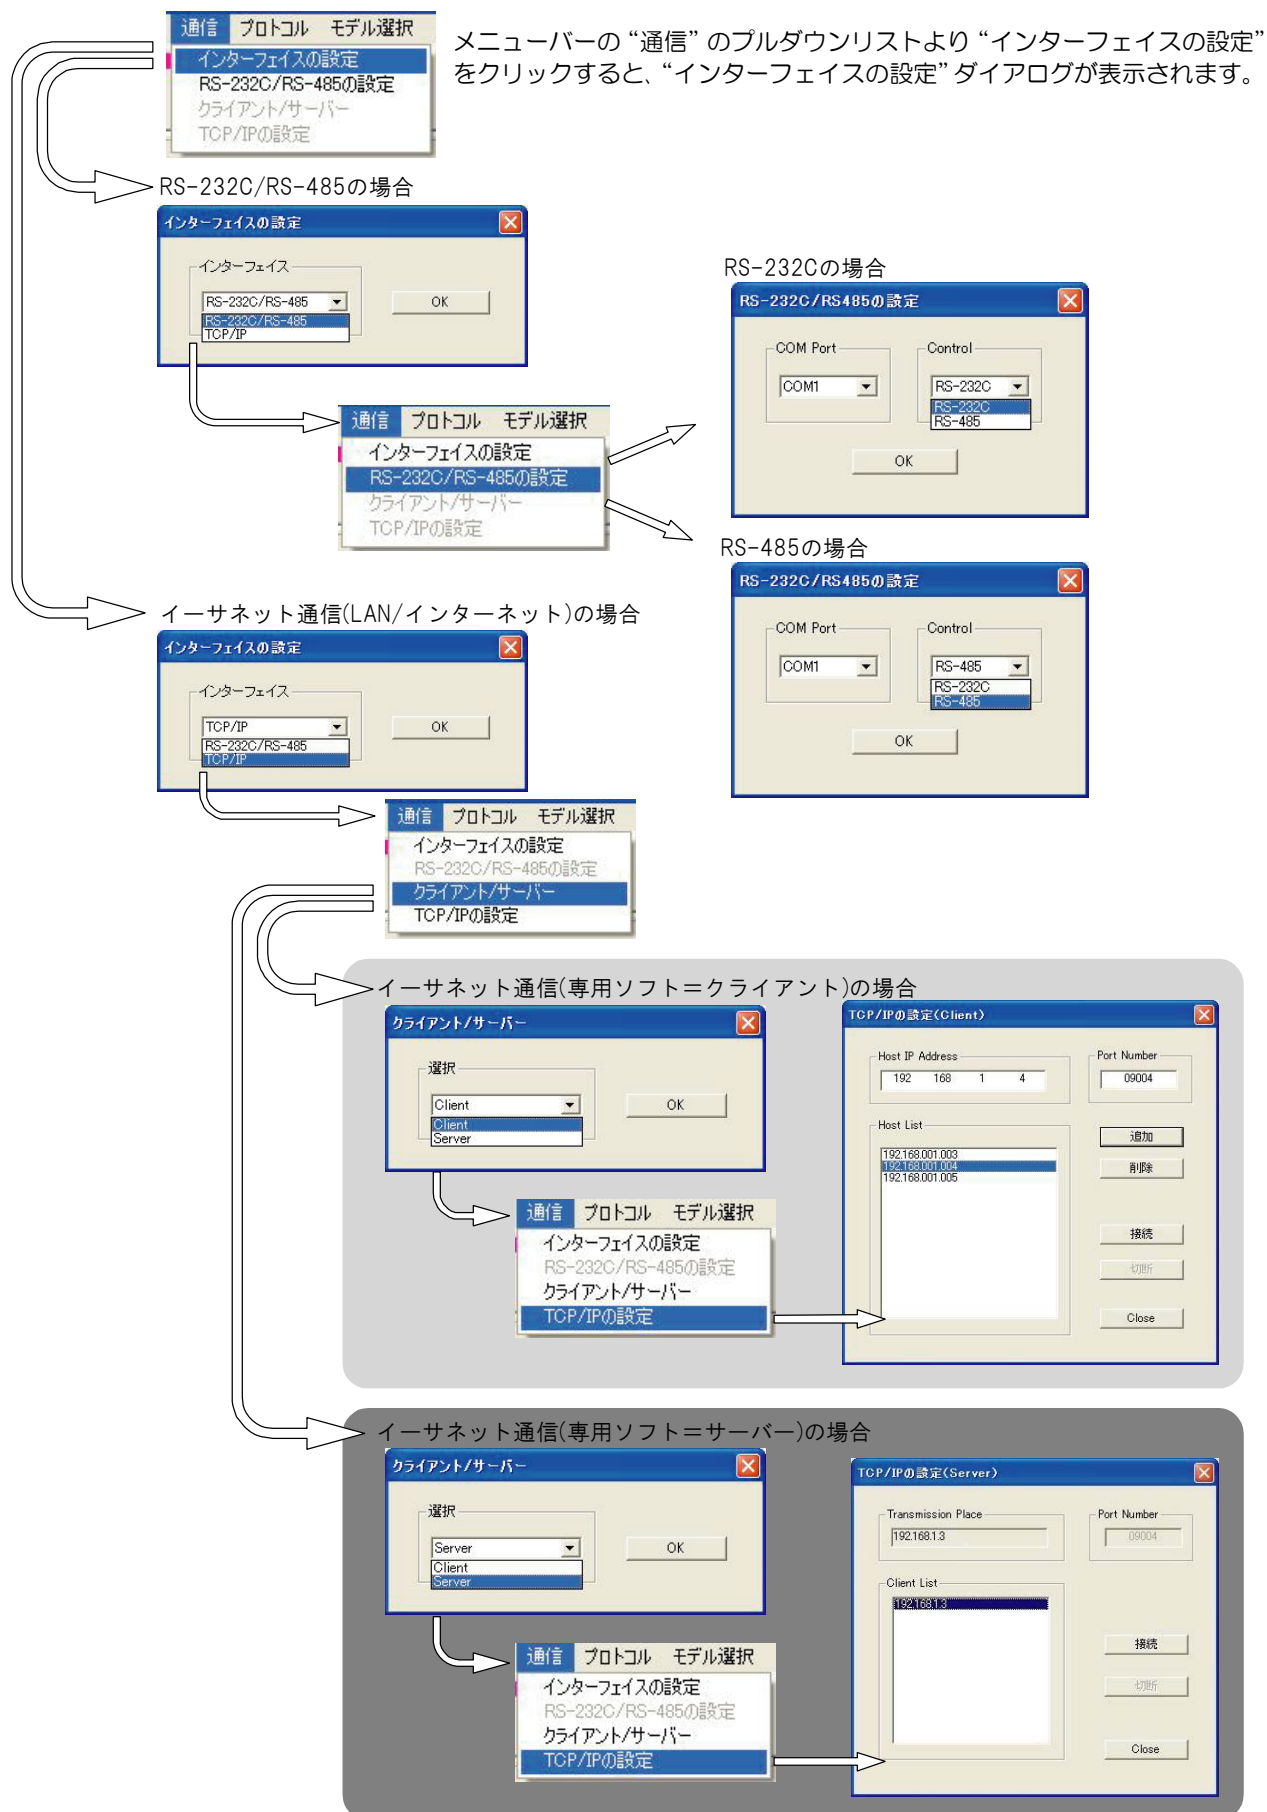 通信 プロトコル モデル選択
インターフェイスの設定
RS-232C/RS-485の設定
クライアント/サーバー
TCP/IPの設定
メニューバーの “通信” のプルダウンリストより “インターフェイスの設定”
をクリックすると、“インターフェイスの設定” ダイアログが表示されます。
RS-232C/RS-485の場合
インターフェイスの設定
インターフェイス
RS-232C/RS-485
OK
RS-232C/RS-485
TCP/IP
通信 プロトコル モデル選択
インターフェイスの設定
RS-232C/RS-485の設定
クライアント/サーバー
TCP/IPの設定
RS-232Cの場合
RS-232C/RS485の設定
COM Port
Control
COM1
RS-232C
RS-232C
RS-485
OK
RS-485の場合
RS-232C/RS485の設定
COM Port
Control
COM1
RS-485
RS-232C
RS-485
OK
イーサネット通信(LAN/インターネット)の場合
インターフェイスの設定
インターフェイス
TCP/IP
OK
RS-232C/RS-485
TCP/IP
通信 プロトコル モデル選択
インターフェイスの設定
RS-232C/RS-485の設定
クライアント/サーバー
TCP/IPの設定
イーサネット通信(専用ソフト＝クライアント)の場合
クライアント/サーバー
選択
Client
OK
Client
Server
通信 プロトコル モデル選択
インターフェイスの設定
RS-232C/RS-485の設定
クライアント/サーバー
TCP/IPの設定
TCP/IPの設定(Client)
Host IP Address
Port Number
192 168 1 4
09004
Host List
追加
192.168.001.003
192.168.001.004
削除
192.168.001.005
接続
切断
Close
イーサネット通信(専用ソフト＝サーバー)の場合
クライアント/サーバー
選択
Server
OK
Client
Server
通信 プロトコル モデル選択
インターフェイスの設定
RS-232C/RS-485の設定
クライアント/サーバー
TCP/IPの設定
TCP/IPの設定(Server)
Transmission Place
Port Number
192.168.1.3
09004
Client List
192.168.1.3
接続
切断
Close